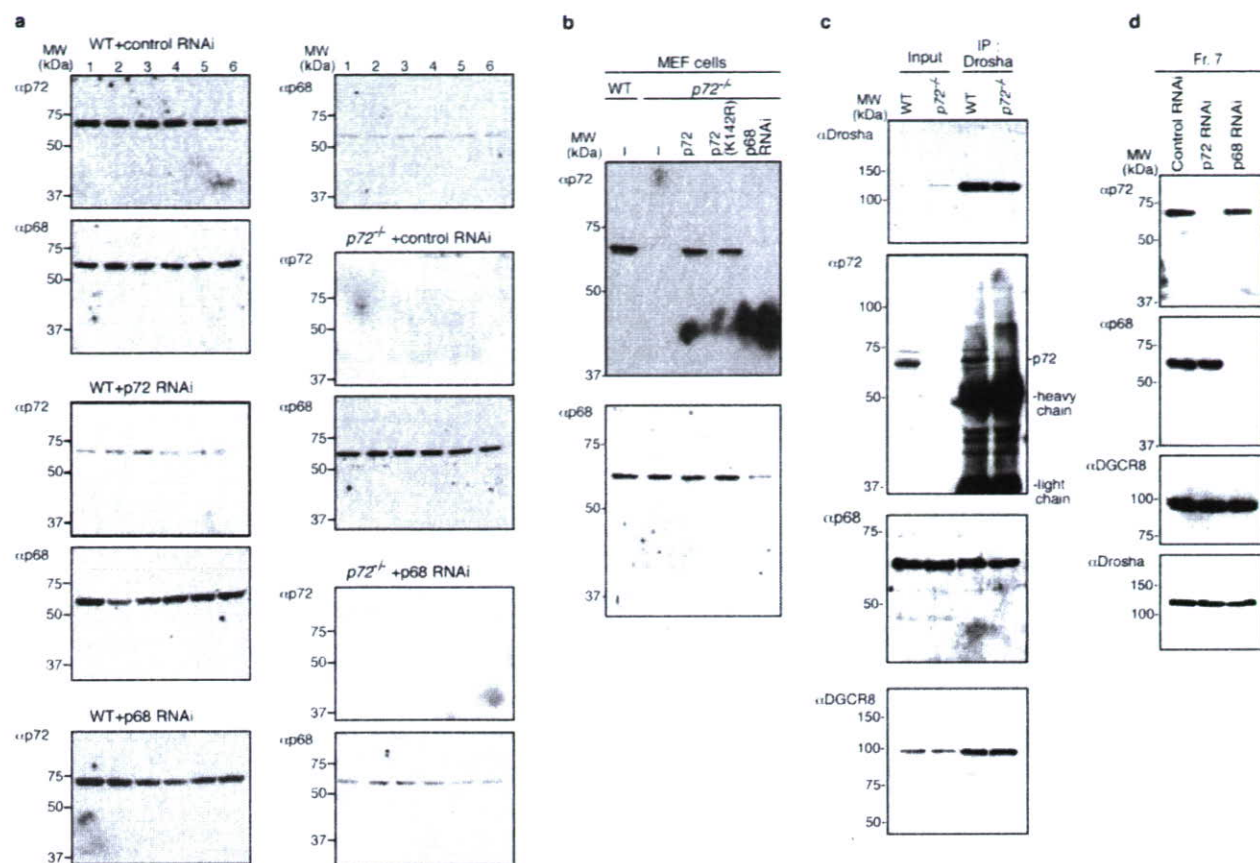 a
WT+control RNAi
MW
(kDa)
1 2 3 4 5 6
αp72
75
50
37
αp68
75
50
37
WT+p72 RNAi
αp72
75
50
37
αp68
75
50
37
WT+p68 RNAi
αp72
75
50
37
MW
(kDa)
1 2 3 4 5 6
αp68
75
50
37
p72-/- +control RNAi
αp72
75
50
37
αp68
75
50
37
p72-/- +p68 RNAi
αp72
75
50
37
αp68
75
50
37
b
MEF cells
WT p72-/-
MW
(kDa)
– – p72 p72 (K142R) p68 RNAi
αp72
75
50
37
αp68
75
50
37
c
Input IP : Drosha
MW
(kDa)
WT p72-/- WT p72-/-
αDrosha
150
100
αp72
100
75
50
37
p72
heavy
chain
light
chain
αp68
75
50
αDGCR8
150
100
75
50
d
Fr. 7
MW
(kDa)
Control RNAi
p72 RNAi
p68 RNAi
αp72
75
50
37
αp68
75
50
37
αDGCR8
100
75
αDrosha
150
100